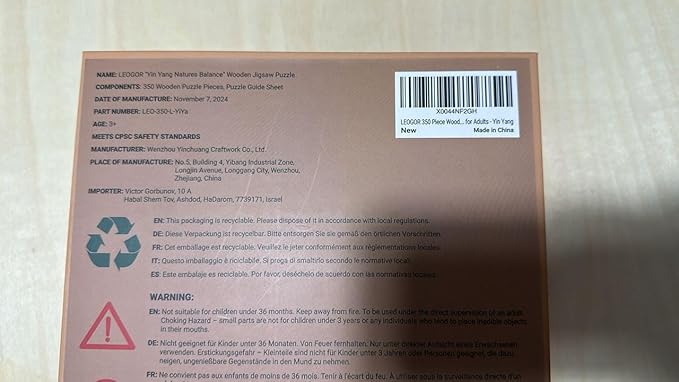 NAME: LEOGOR "Yin Yang Natures Balance" Wooden Jigsaw Puzzle
COMPONENTS: 350 Wooden Puzzle Pieces, Puzzle Guide Sheet
DATE OF MANUFACTURE: November 7, 2024
PART NUMBER: LEO-350-L-YiYa
AGE: 3+
MEETS CPSC SAFETY STANDARDS
MANUFACTURER: Wenzhou Yinchuang Craftwork Co., Ltd.
PLACE OF MANUFACTURE: No.5, Building 4, Yibang Industrial Zone,
Longjin Avenue, Longgang City, Wenzhou,
Zhejiang, China
IMPORTER: Victor Gorbunov, 10 A
Habal Shem Tov, Ashdod, HaDarom, 7739171, Israel
X0044NF2GH
LEOGOR 350 Piece Wood... for Adults - Yin Yang
New Made in China
EN: This packaging is recyclable. Please dispose of it in accordance with local regulations.
DE: Diese Verpackung ist recycelbar. Bitte entsorgen Sie sie gemäß den örtlichen Vorschriften.
FR: Cet emballage est recyclable. Veuillez le jeter conformément aux réglementations locales.
IT: Questo imballaggio è riciclabile. Si prega di smaltirlo secondo le normative locali.
ES: Este embalaje es reciclable. Por favor, deséchelo de acuerdo con las normativas locales.
WARNING:
EN: Not suitable for children under 36 months. Keep away from fire. To be used under the direct supervision of an adult.
Choking Hazard – small parts are not for children under 3 years or any individuals who tend to place inedible objects
in their mouths.
DE: Nicht geeignet für Kinder unter 36 Monaten. Von Feuer fernhalten. Nur unter direkter Aufsicht eines Erwachsenen
verwenden. Erstickungsgefahr – Kleinteile sind nicht für Kinder unter 3 Jahren oder Personen geeignet, die dazu
neigen, ungenießbare Gegenstände in den Mund zu nehmen.
FR: Ne convient pas aux enfants de moins de 36 mois. Tenir à l'écart du feu. À utiliser sous la surveillance directe d'un